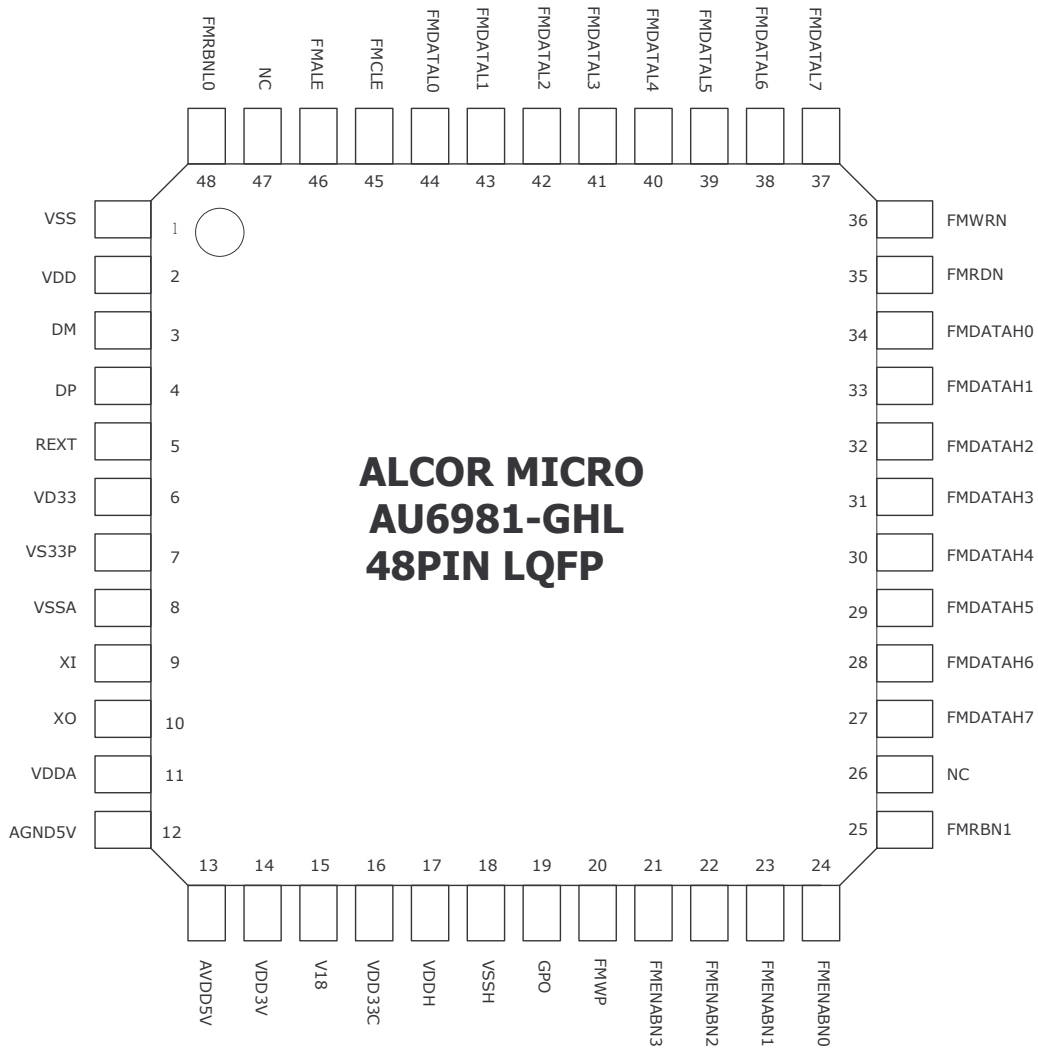 FMRBNL0
NC
FMALE
FMCLE
FMDATAL0
FMDATAL1
FMDATAL2
FMDATAL3
FMDATAL4
FMDATAL5
FMDATAL6
FMDATAL7
48 47 46 45 44 43 42 41 40 39 38 37
VSS 1
VDD 2
DM 3
DP 4
REXT 5
VD33 6
VS33P 7
VSSA 8
XI 9
XO 10
VDDA 11
AGND5V 12
ALCOR MICRO
AU6981-GHL
48PIN LQFP
36 FMWRN
35 FMRDN
34 FMDATAH0
33 FMDATAH1
32 FMDATAH2
31 FMDATAH3
30 FMDATAH4
29 FMDATAH5
28 FMDATAH6
27 FMDATAH7
26 NC
25 FMRBN1
13 14 15 16 17 18 19 20 21 22 23 24
AVDD5V
VDD3V
V18
VDD33C
VDDH
VSSH
GPO
FMWP
FMENABN3
FMENABN2
FMENABN1
FMENABN0